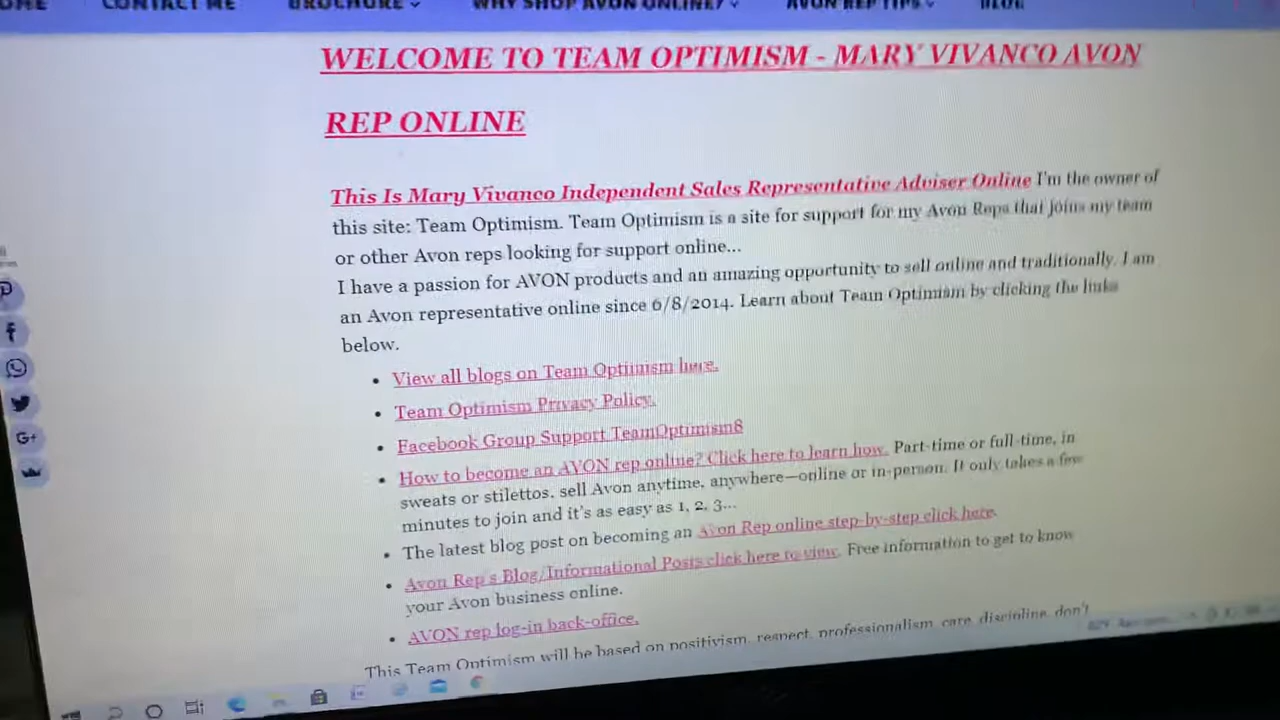 CONTACT ME BROCHURE WHY SHOP AVON ONLINE? AVON REP TIPS BLOG
WELCOME TO TEAM OPTIMISM - MARY VIVANCO AVON
REP ONLINE
This Is Mary Vivanco Independent Sales Representative Adviser Online I'm the owner of
this site: Team Optimism. Team Optimism is a site for support for my Avon Reps that joins my team
or other Avon reps looking for support online...
I have a passion for AVON products and an amazing opportunity to sell online and traditionally. I am
an Avon representative online since 6/8/2014. Learn about Team Optimism by clicking the links
below.
View all blogs on Team Optimism here.
Team Optimism Privacy Policy.
Facebook Group Support TeamOptimism8
How to become an AVON rep online? Click here to learn how. Part-time or full-time, in
sweats or stilettos, sell Avon anytime, anywhere—online or in-person. It only takes a few
minutes to join and it's as easy as 1, 2, 3...
The latest blog post on becoming an Avon Rep online step-by-step click here.
Avon Rep's Blog/Informational Posts click here to view. Free information to get to know
your Avon business online.
AVON rep log-in back-office.
This Team Optimism will be based on positivism, respect, professionalism, care, discipline, don't